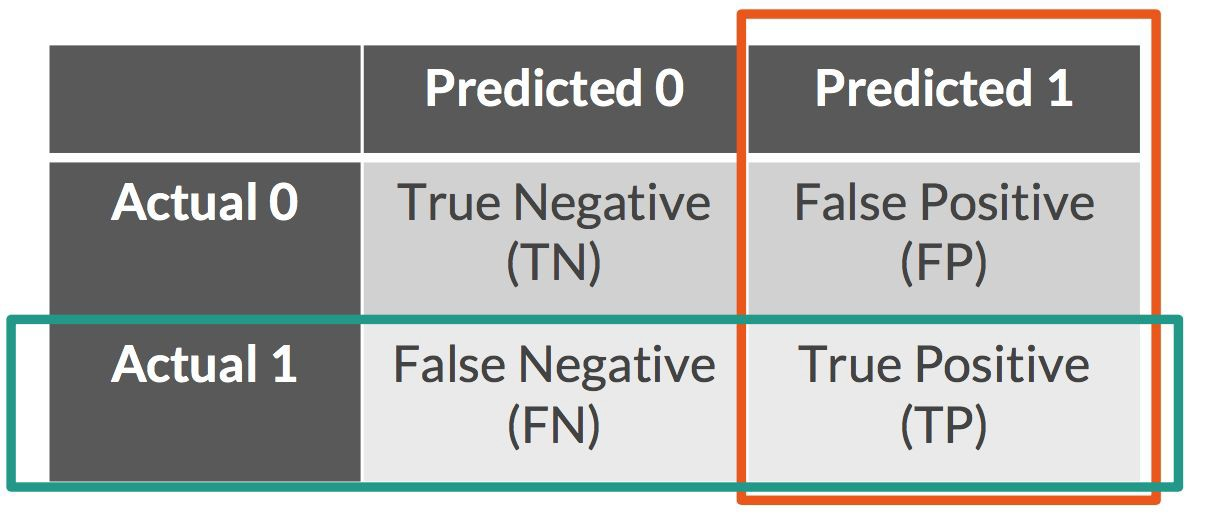 Predicted 0
Predicted 1
Actual 0
True Negative
(TN)
False Positive
(FP)
Actual 1
False Negative
(FN)
True Positive
(TP)